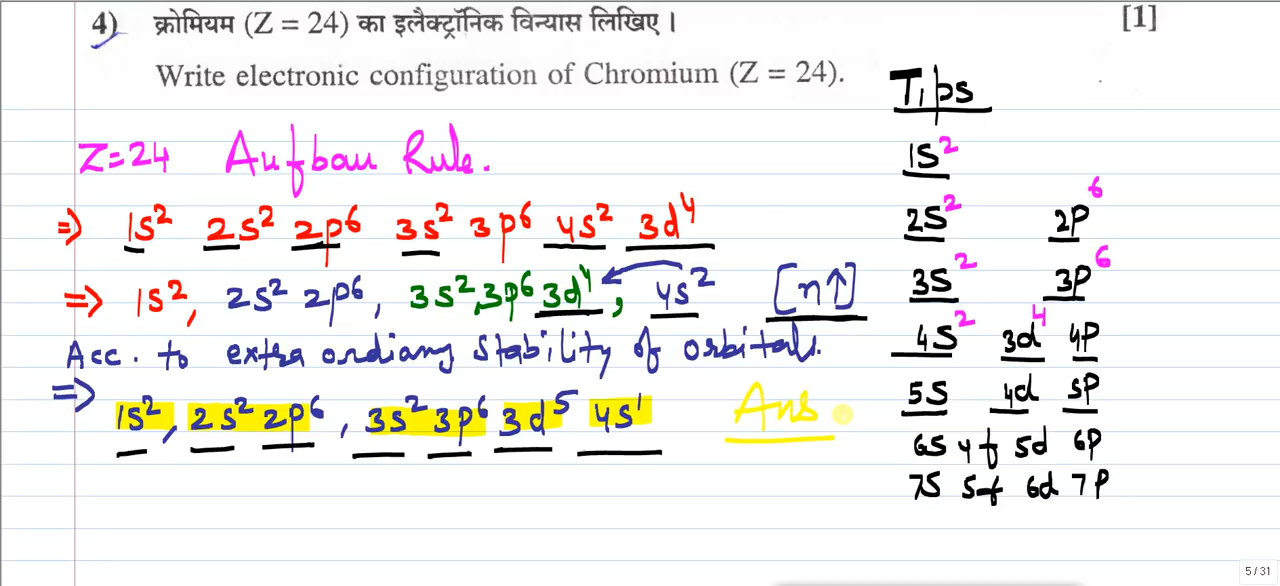 4) क्रोमियम (Z = 24) का इलैक्ट्रॉनिक विन्यास लिखिए । [1]
Write electronic configuration of Chromium (Z = 24).
Z=24 Aufbau Rule.
⇒ 1s² 2s² 2p⁶ 3s² 3p⁶ 4s² 3d⁴
⇒ 1s², 2s² 2p⁶, 3s², 3p⁶ 3d⁴, 4s² [n↑]
Acc. to extra ordiany stability of orbitals.
⇒ 1s², 2s² 2p⁶, 3s² 3p⁶ 3d⁵ 4s¹ Ans
Tips
1S²
2S² 2P⁶
3S² 3P⁶
4S² 3d⁴ 4P
5S 4d 5P
6S 4f 5d 6P
7S 5f 6d 7P
5 / 31